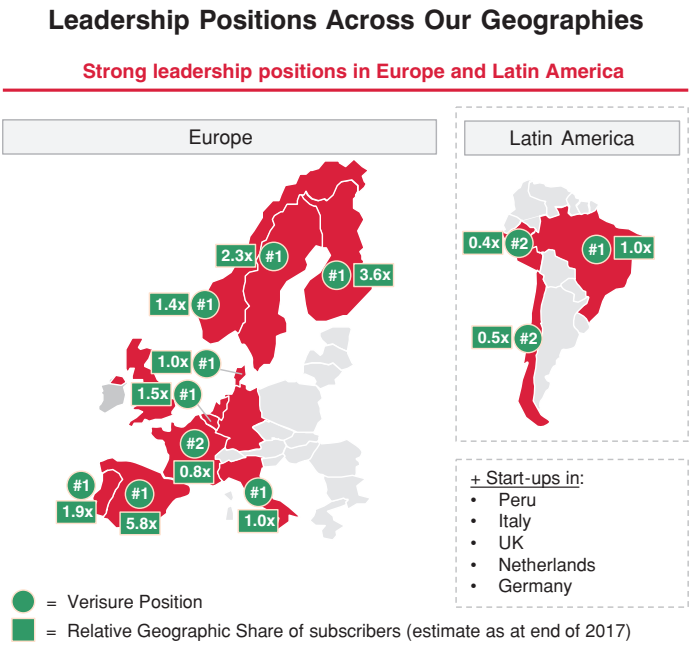 Leadership Positions Across Our Geographies
Strong leadership positions in Europe and Latin America
Europe
2.3x #1
#1 3.6x
1.4x #1
1.0x #1
1.5x #1
#2
0.8x
#1
1.9x
#1
5.8x
#1
1.0x
Latin America
0.4x #2
#1 1.0x
0.5x #2
+ Start-ups in:
• Peru
• Italy
• UK
• Netherlands
• Germany
= Verisure Position
= Relative Geographic Share of subscribers (estimate as at end of 2017)